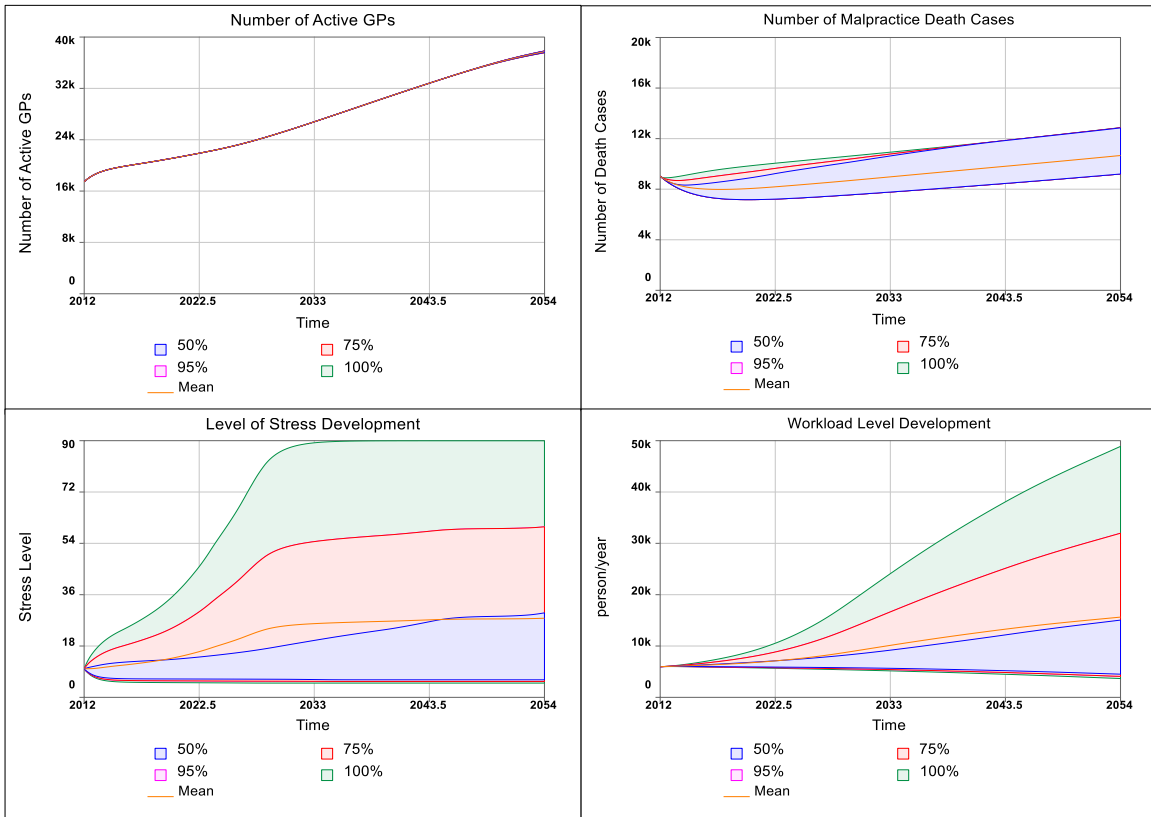 Number of Active GPs
Number of Active GPs
40k
32k
24k
16k
8k
0
2012 2022.5 2033 2043.5 2054
Time
50% 75%
95% 100%
Mean
Number of Malpractice Death Cases
Number of Death Cases
20k
16k
12k
8k
4k
0
2012 2022.5 2033 2043.5 2054
Time
50% 75%
95% 100%
Mean
Level of Stress Development
Stress Level
90
72
54
36
18
0
2012 2022.5 2033 2043.5 2054
Time
50% 75%
95% 100%
Mean
Workload Level Development
person/year
50k
40k
30k
20k
10k
0
2012 2022.5 2033 2043.5 2054
Time
50% 75%
95% 100%
Mean